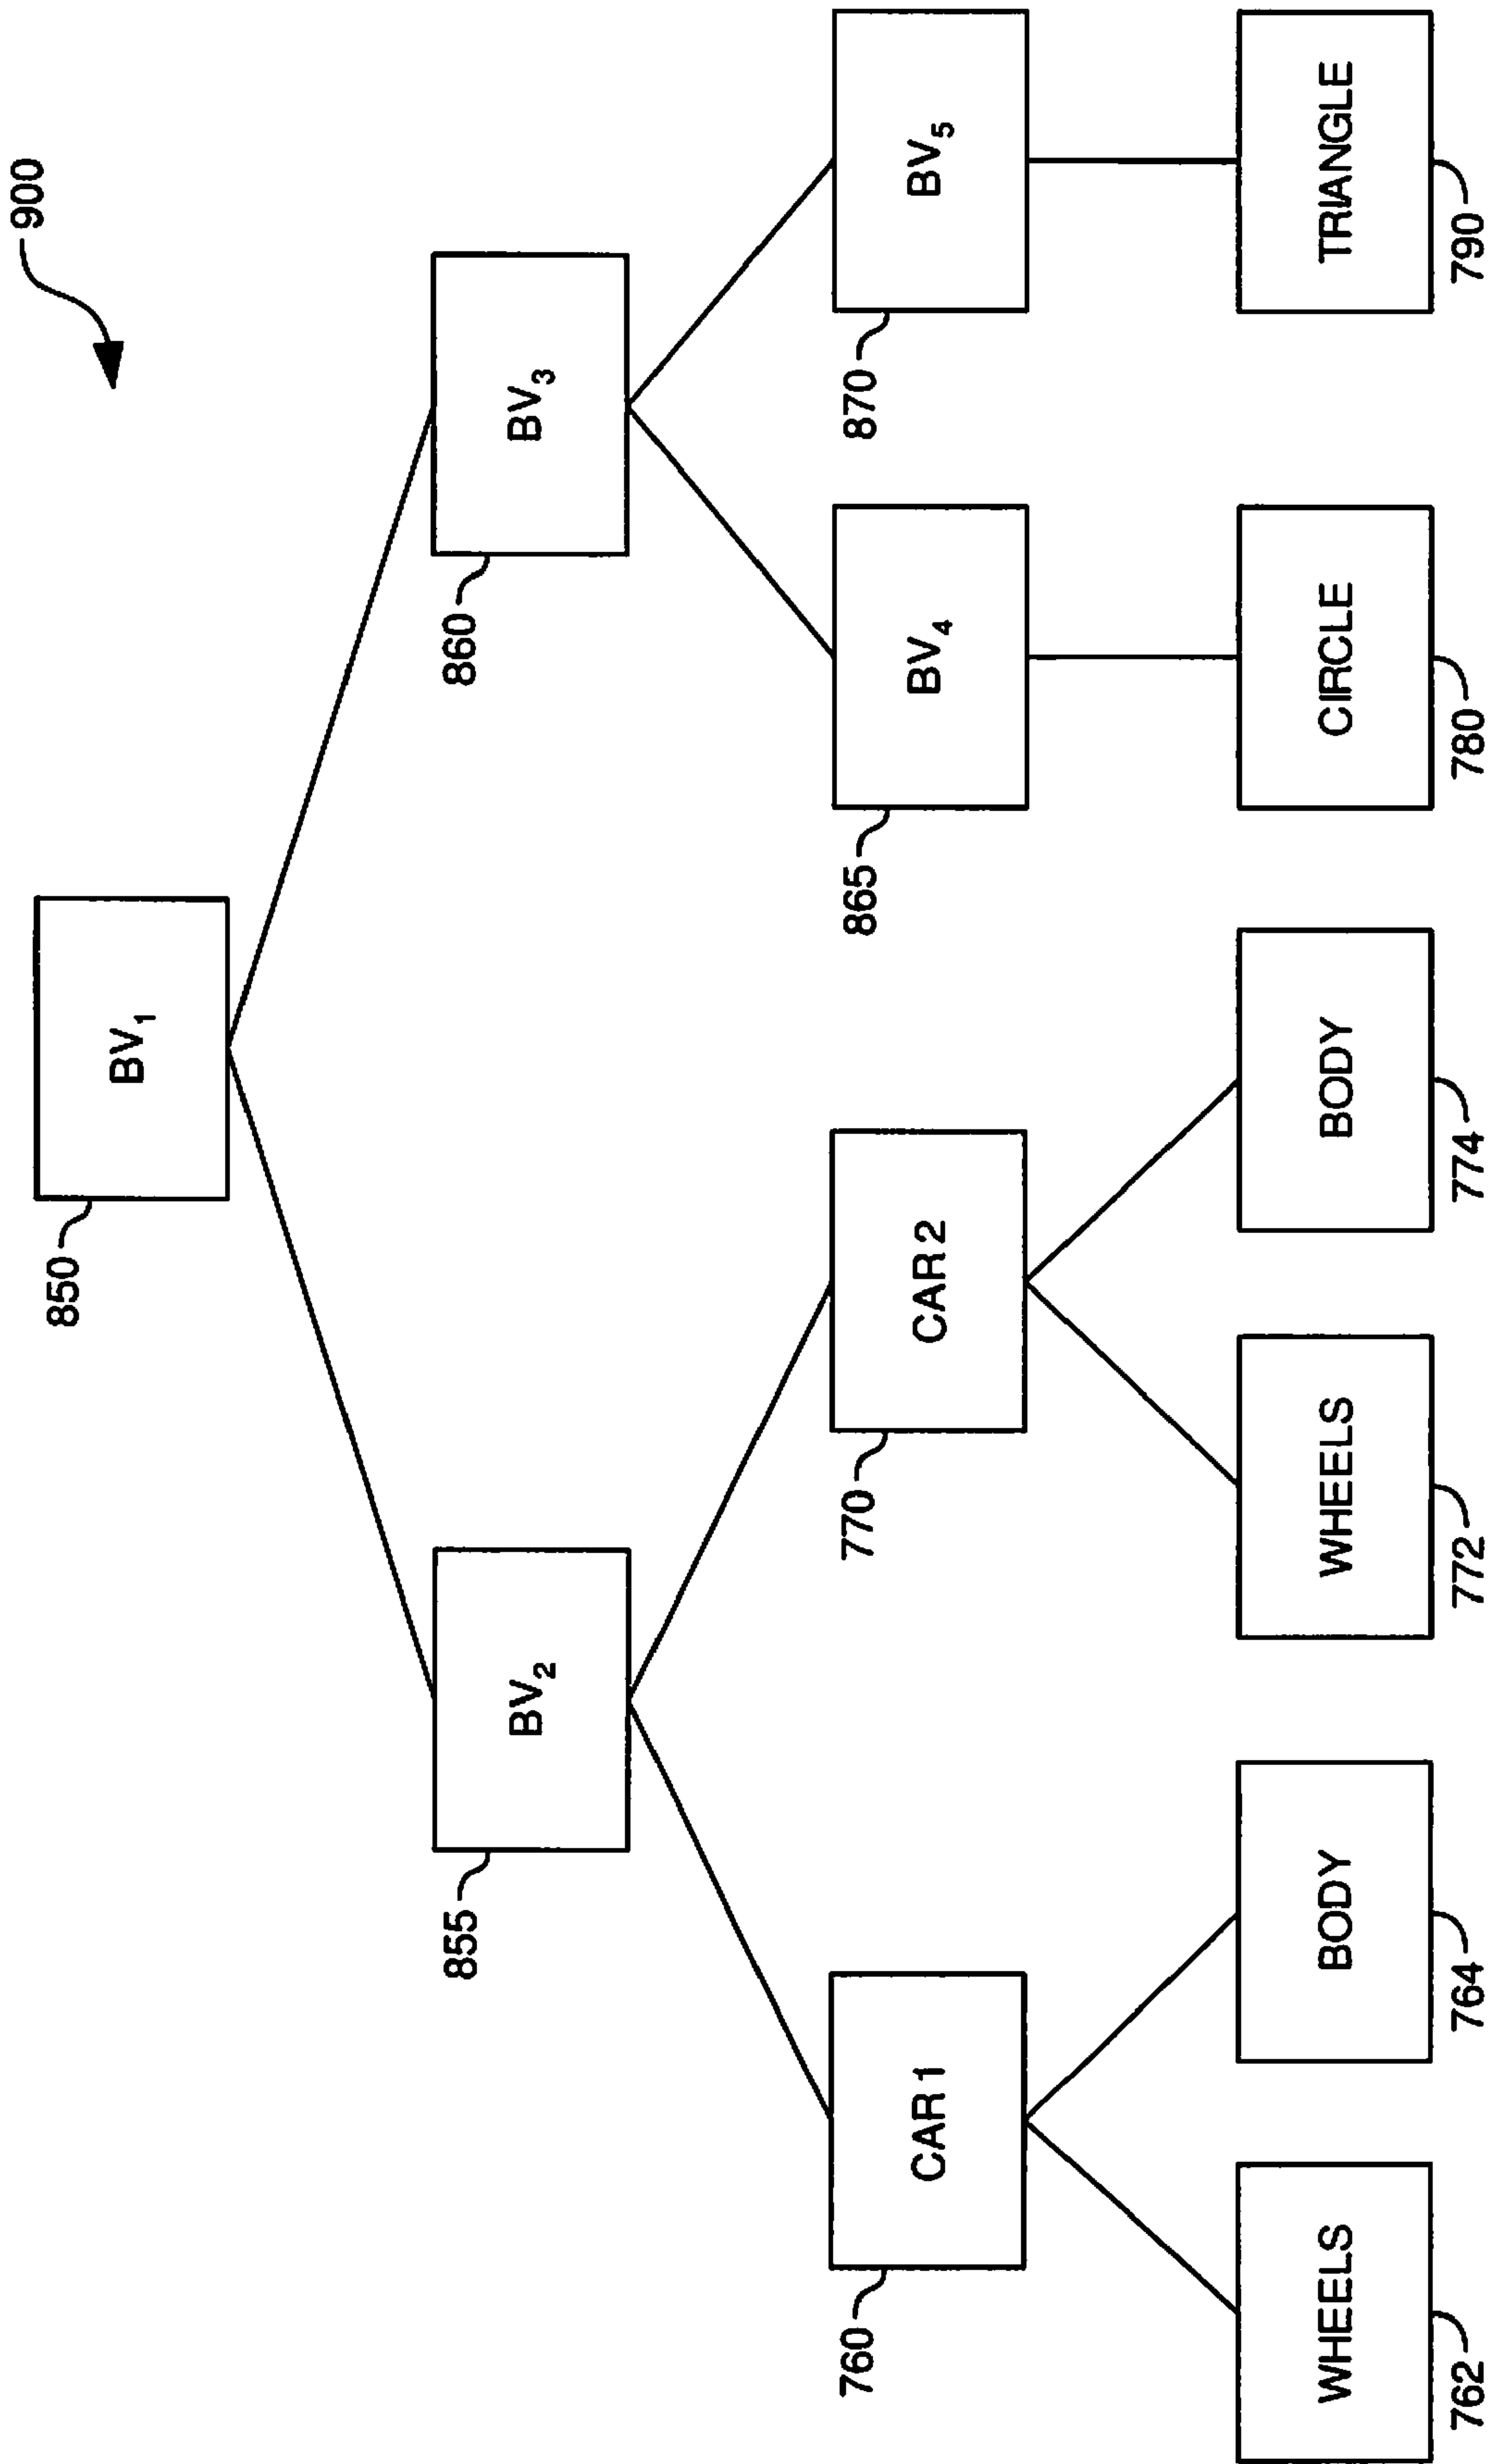 900
BV₁
850
BV₂
855
BV₃
860
CAR 1
760
CAR 2
770
BV₄
865
BV₅
870
WHEELS
762
BODY
764
WHEELS
772
BODY
774
CIRCLE
780
TRIANGLE
790